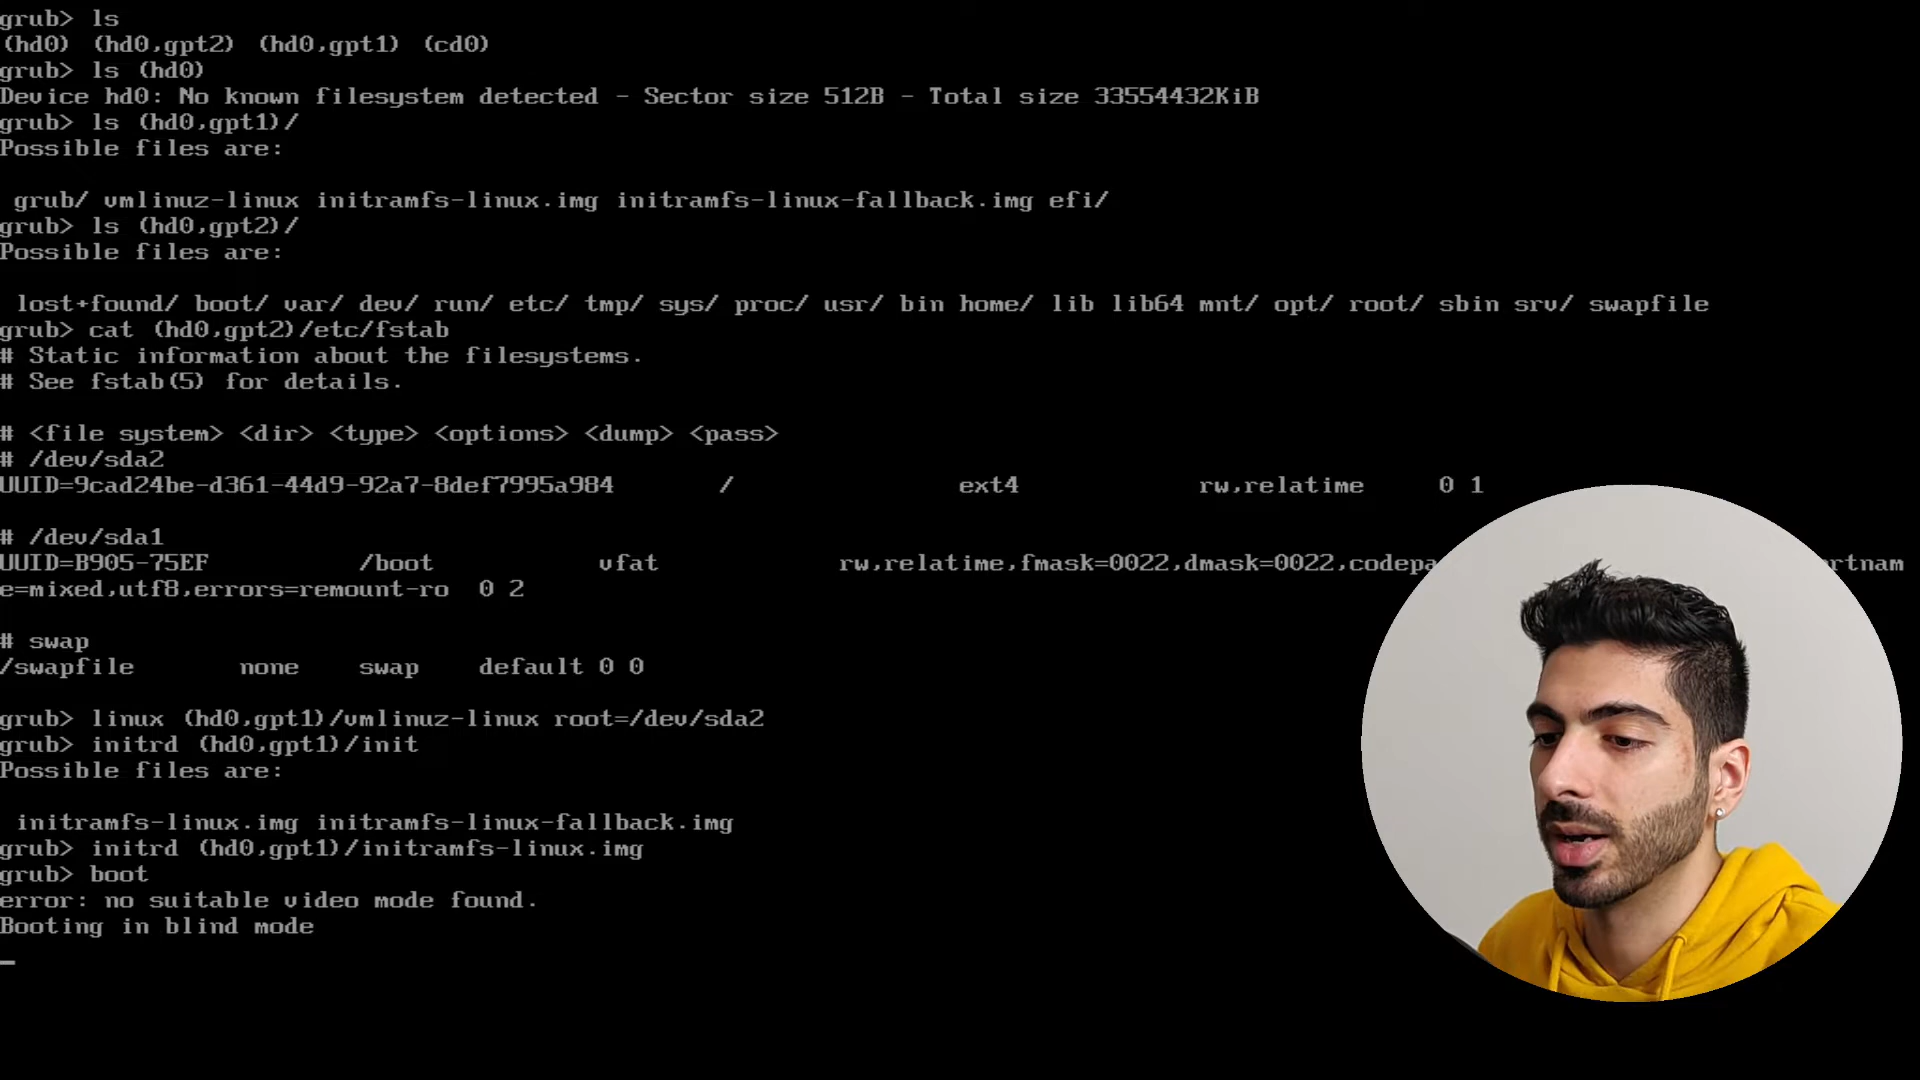 grub> ls
(hd0) (hd0,gpt2) (hd0,gpt1) (cd0)
grub> ls (hd0)
Device hd0: No known filesystem detected - Sector size 512B - Total size 33554432KiB
grub> ls (hd0,gpt1)/
Possible files are:
grub/ vmlinuz-linux initramfs-linux.img initramfs-linux-fallback.img efi/
grub> ls (hd0,gpt2)/
Possible files are:
lost+found/ boot/ var/ dev/ run/ etc/ tmp/ sys/ proc/ usr/ bin home/ lib lib64 mnt/ opt/ root/ sbin srv/ swapfile
grub> cat (hd0,gpt2)/etc/fstab
# Static information about the filesystems.
# See fstab(5) for details.
# <file system> <dir> <type> <options> <dump> <pass>
# /dev/sda2
UUID=9cad24be-d361-44d9-92a7-8def7995a984 / ext4 rw,relatime 0 1
# /dev/sda1
UUID=B905-75EF /boot vfat rw,relatime,fmask=0022,dmask=0022,codepa rtnam
e=mixed,utf8,errors=remount-ro 0 2
# swap
/swapfile none swap default 0 0
grub> linux (hd0,gpt1)/vmlinuz-linux root=/dev/sda2
grub> initrd (hd0,gpt1)/init
Possible files are:
initramfs-linux.img initramfs-linux-fallback.img
grub> initrd (hd0,gpt1)/initramfs-linux.img
grub> boot
error: no suitable video mode found.
Booting in blind mode
_